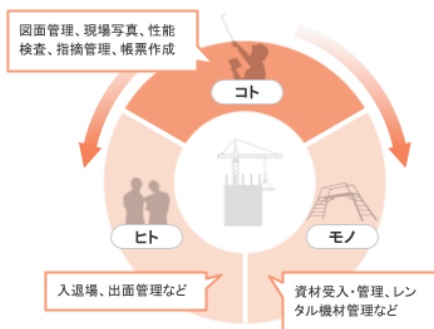 図面管理、現場写真、性能
検査、指摘管理、帳票作成
コト
ヒト
モノ
入退場、出面管理など
資材受入・管理、レン
タル機材管理など